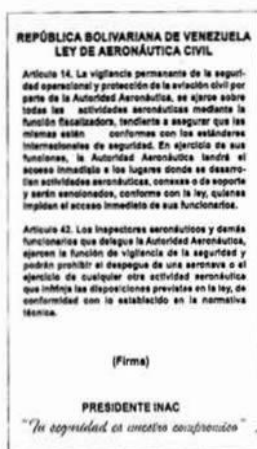 REPÚBLICA BOLIVARIANA DE VENEZUELA
LEY DE AERONÁUTICA CIVIL
Artículo 14. La vigilancia permanente de la seguri-
dad operacional y protección de la aviación civil por
parte de la Autoridad Aeronáutica, se ejerce sobre
todas las actividades aeronáuticas mediante la
función fiscalizadora, tendiente a asegurar que las
mismas estén conformes con los estándares
internacionales de seguridad. En ejercicio de sus
funciones, la Autoridad Aeronáutica tendrá el
acceso inmediato a los lugares donde se desarro-
llen actividades aeronáuticas, conexas o de soporte
y serán sancionados, conforme con la ley, quienes
impidan el acceso inmediato de sus funcionarios.
Artículo 42. Los inspectores aeronáuticos y demás
funcionarios que delegue la Autoridad Aeronáutica,
ejercen la función de vigilancia de la seguridad y
podrán prohibir el despegue de una aeronave o el
ejercicio de cualquier otra actividad aeronáutica
que infrinja las disposiciones previstas en la ley, de
conformidad con lo establecido en la normativa
técnica.
(Firma)
PRESIDENTE INAC
"Tu seguridad es nuestro compromiso"